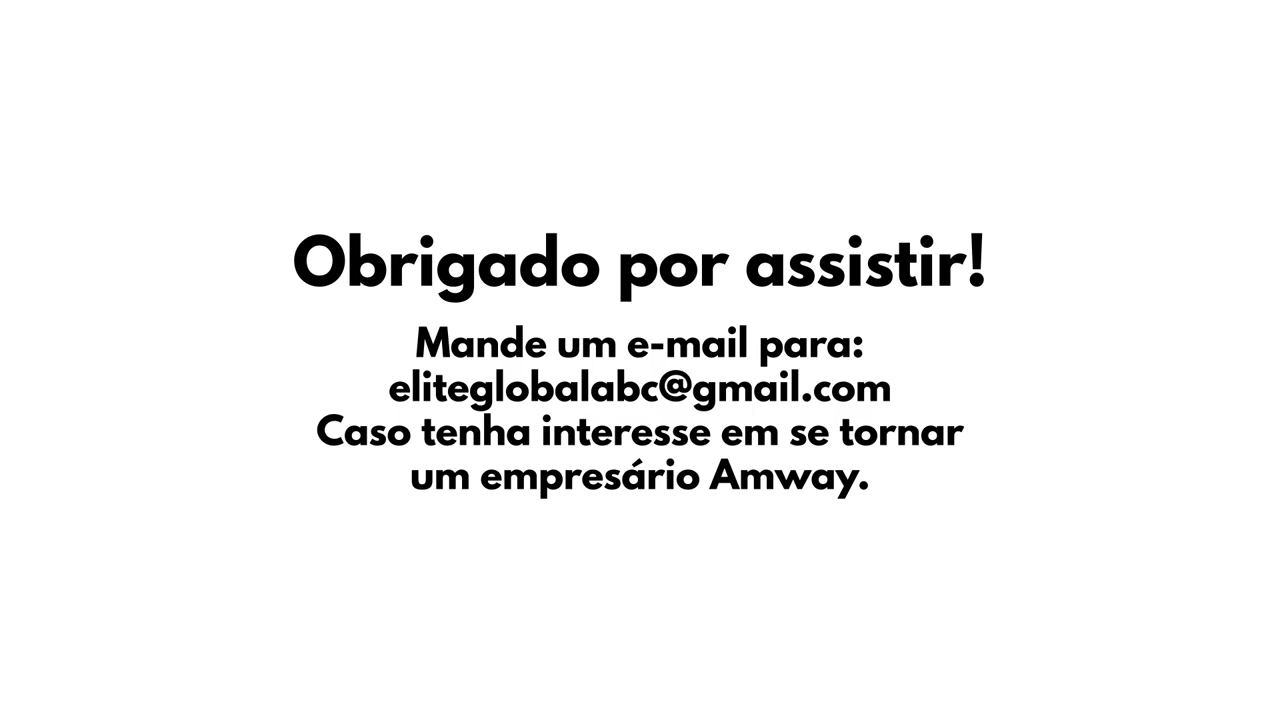 Obrigado por assistir!
Mande um e-mail para:
eliteglobalabc@gmail.com
Caso tenha interesse em se tornar
um empresário Amway.